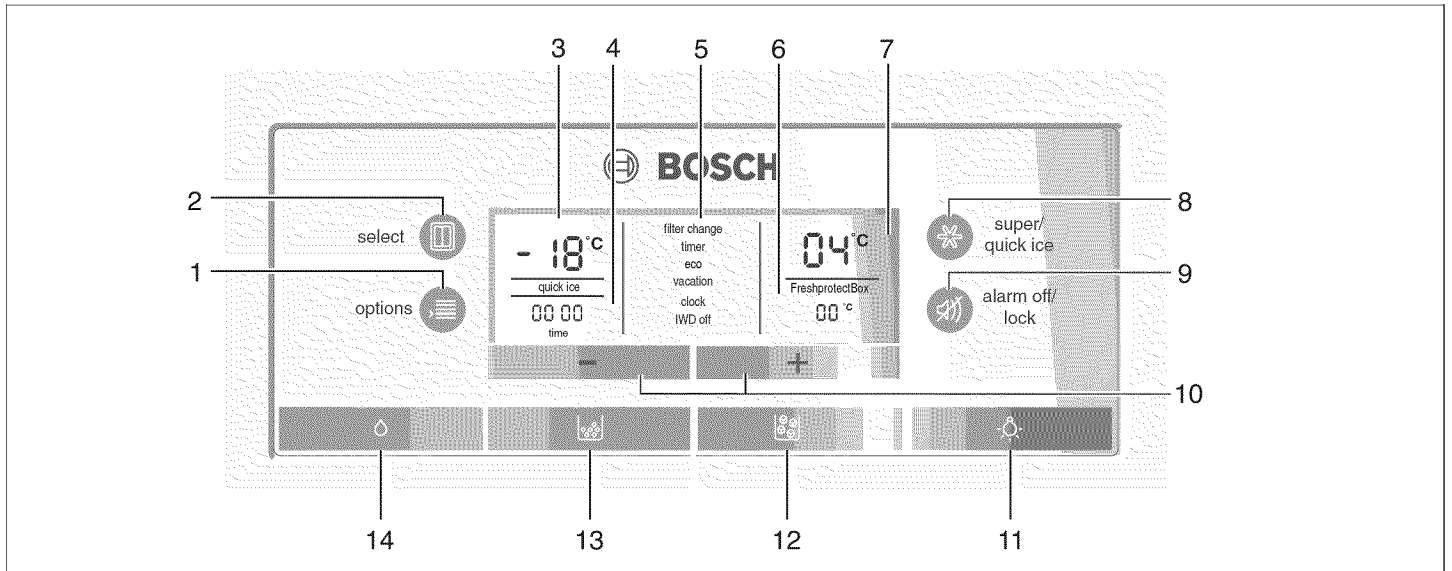 3 4 5 6 7
BOSCH
2
select
1
options
-18°C
quick ice
00 00
time
filter change
timer
eco
vacation
clock
IWD off
04°C
FreshprotectBox
00°C
8
super/
quick ice
9
alarm off/
lock
- +
10
14 13 12 11